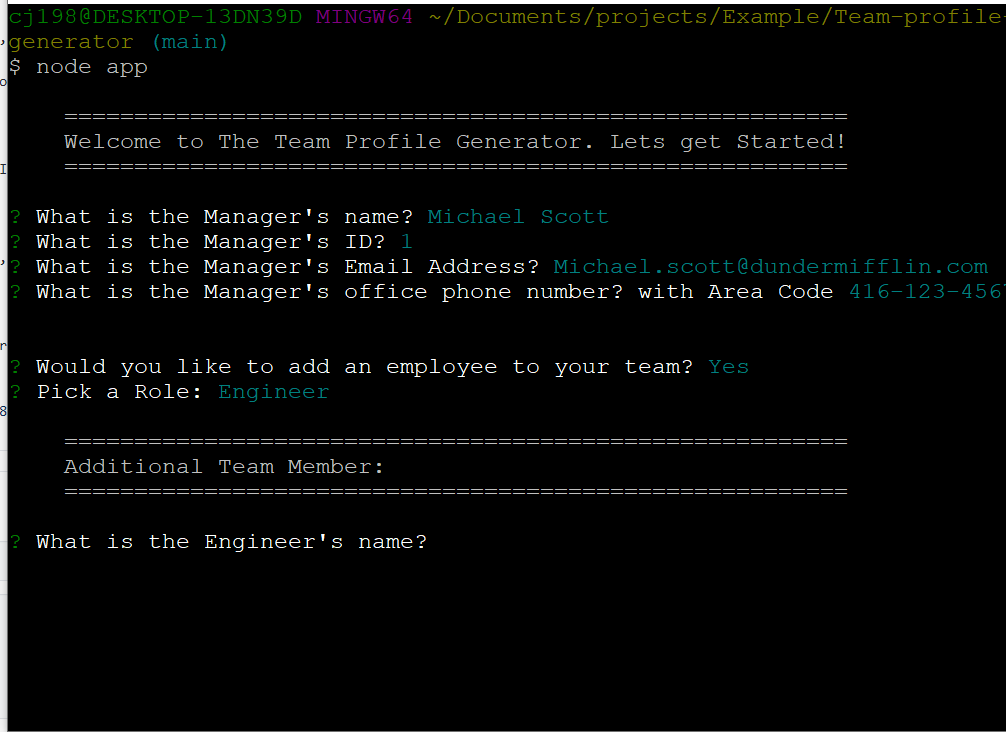 cj198@DESKTOP-13DN39D MINGW64 ~/Documents/projects/Example/Team-profile-
generator (main)
$ node app
========================================================
Welcome to The Team Profile Generator. Lets get Started!
========================================================
? What is the Manager's name? Michael Scott
? What is the Manager's ID? 1
? What is the Manager's Email Address? Michael.scott@dundermifflin.com
? What is the Manager's office phone number? with Area Code 416-123-456
? Would you like to add an employee to your team? Yes
? Pick a Role: Engineer
========================================================
Additional Team Member:
========================================================
? What is the Engineer's name?